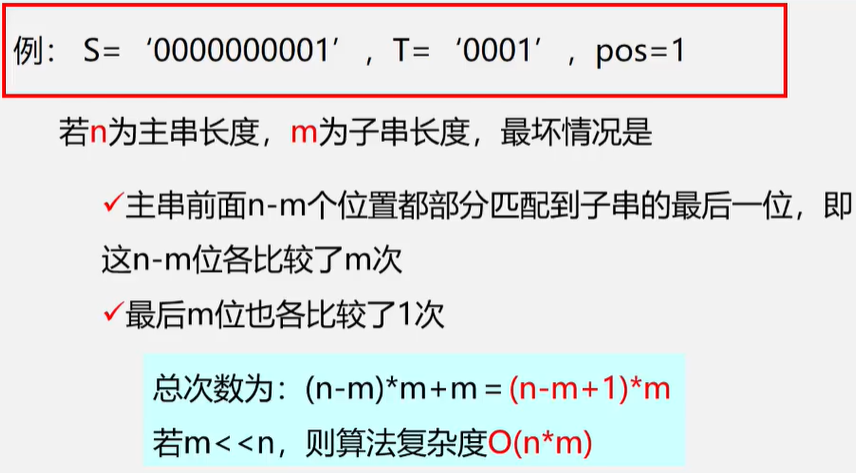 例： S= ‘0000000001’ ，T= ‘0001’ ，pos=1
若n为主串长度，m为子串长度，最坏情况是
✓主串前面n-m个位置都部分匹配到子串的最后一位，即
这n-m位各比较了m次
✓最后m位也各比较了1次
总次数为：(n-m)*m+m＝(n-m+1)*m
若m<<n，则算法复杂度O(n*m)